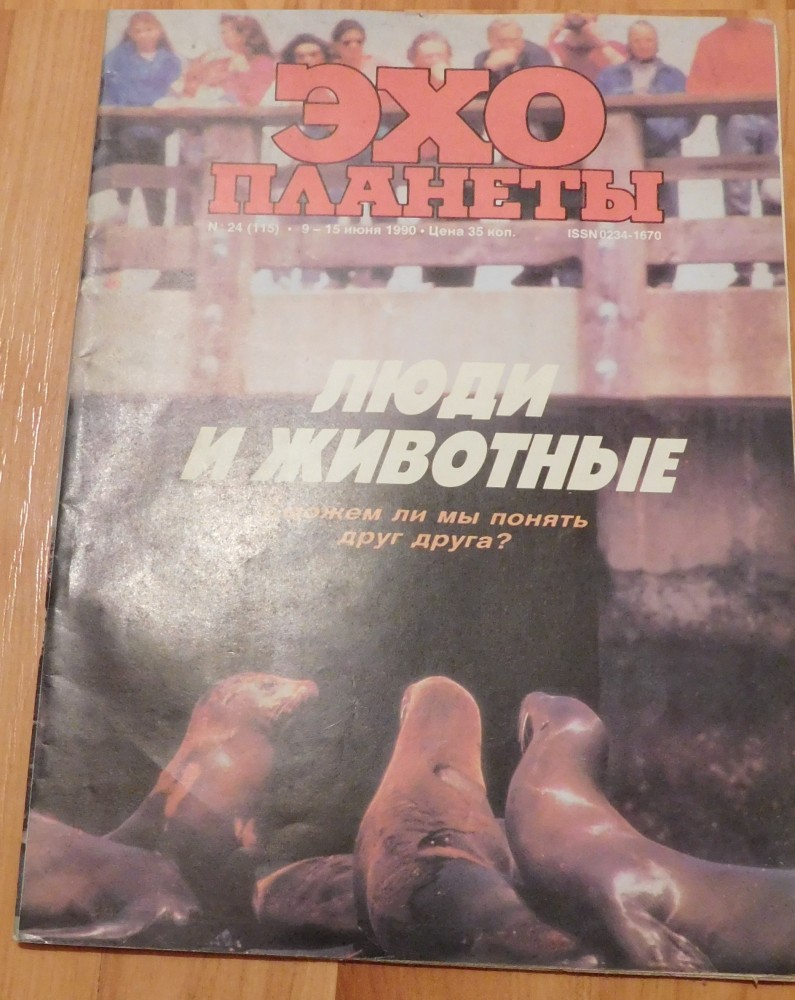 ЭХО
ПЛАНЕТЫ
№ 24 (115) • 9 – 15 июня 1990 • Цена 35 коп. ISSN 0234-1670
ЛЮДИ
И ЖИВОТНЫЕ
Сможем ли мы понять
друг друга?